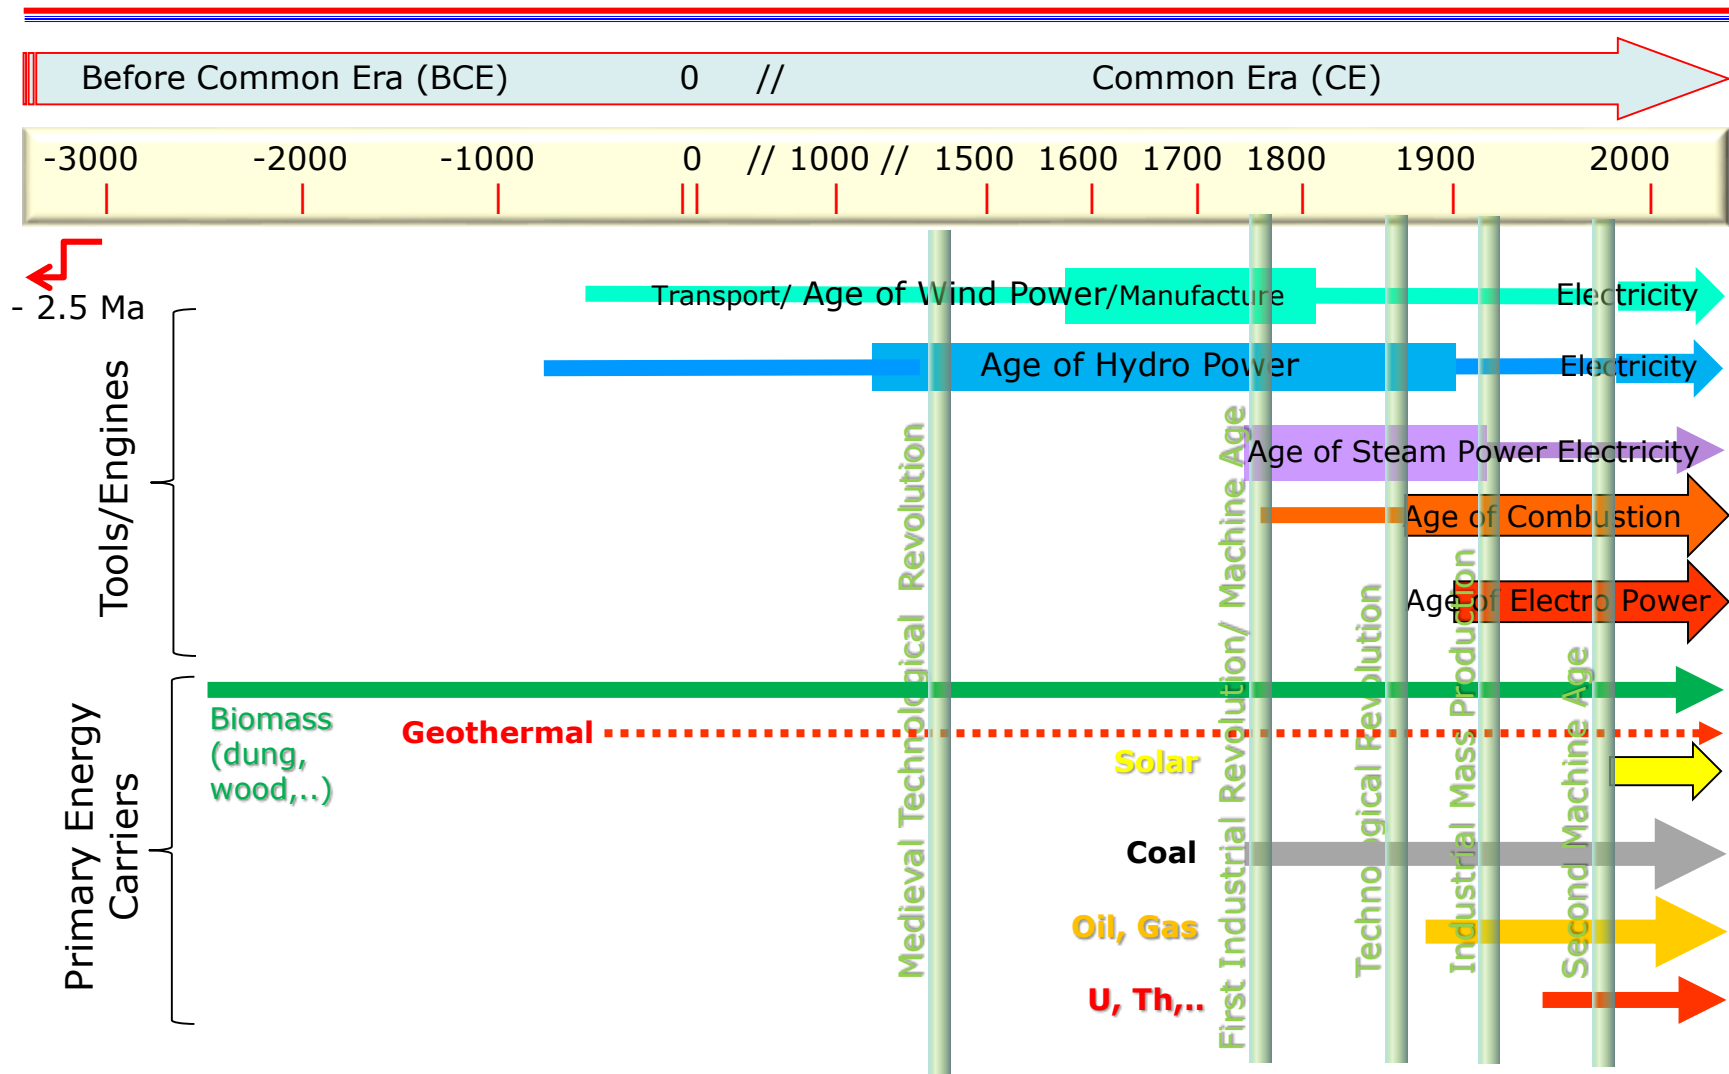 Before Common Era (BCE) 0 // Common Era (CE)
-3000 -2000 -1000 0 // 1000 // 1500 1600 1700 1800 1900 2000
- 2.5 Ma
Tools/Engines
Transport/ Age of Wind Power/Manufacture
Electricity
Age of Hydro Power
Electricity
Age of Steam Power Electricity
Age of Combustion
Age of Electro Power
Medieval Technological Revolution
First Industrial Revolution/ Machine Age
Technological Revolution
Industrial Mass Production
Second Machine Age
Primary Energy
Carriers
Biomass
(dung,
wood,..)
Geothermal
Solar
Coal
Oil, Gas
U, Th,..